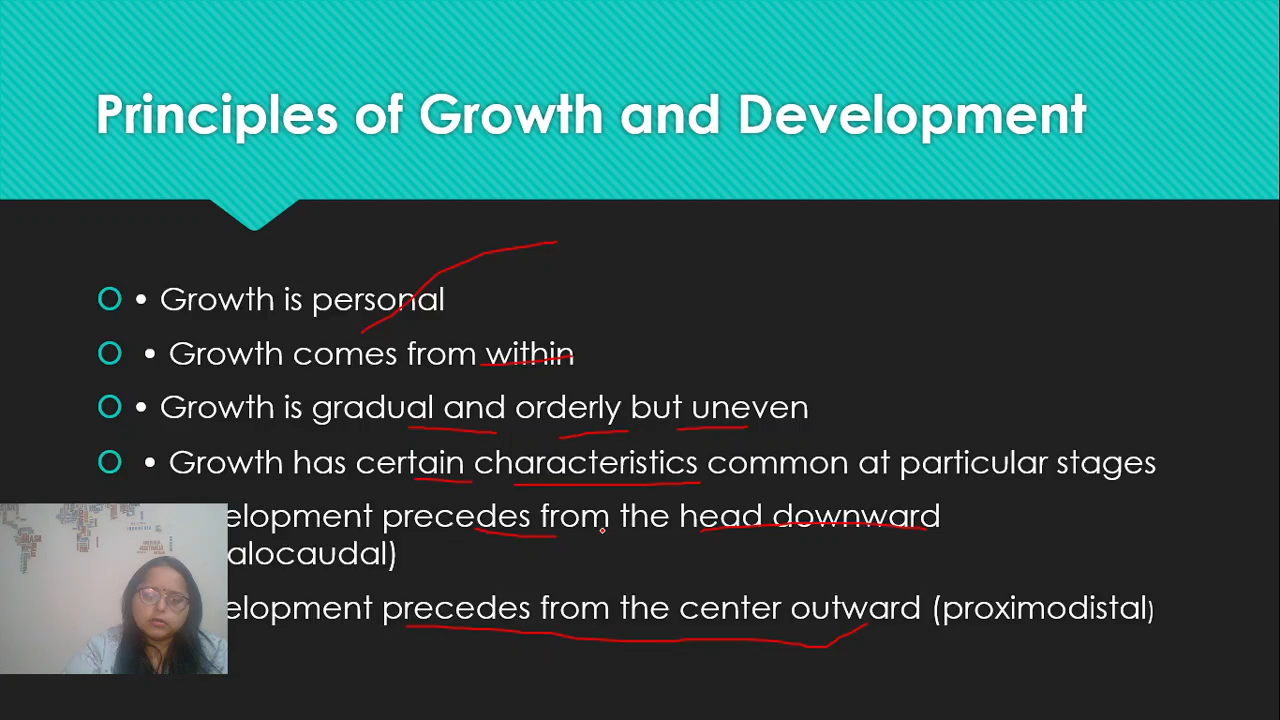 Principles of Growth and Development
• Growth is personal
• Growth comes from within
• Growth is gradual and orderly but uneven
• Growth has certain characteristics common at particular stages
elopment precedes from the head downward
alocaudal)
elopment precedes from the center outward (proximodistal)